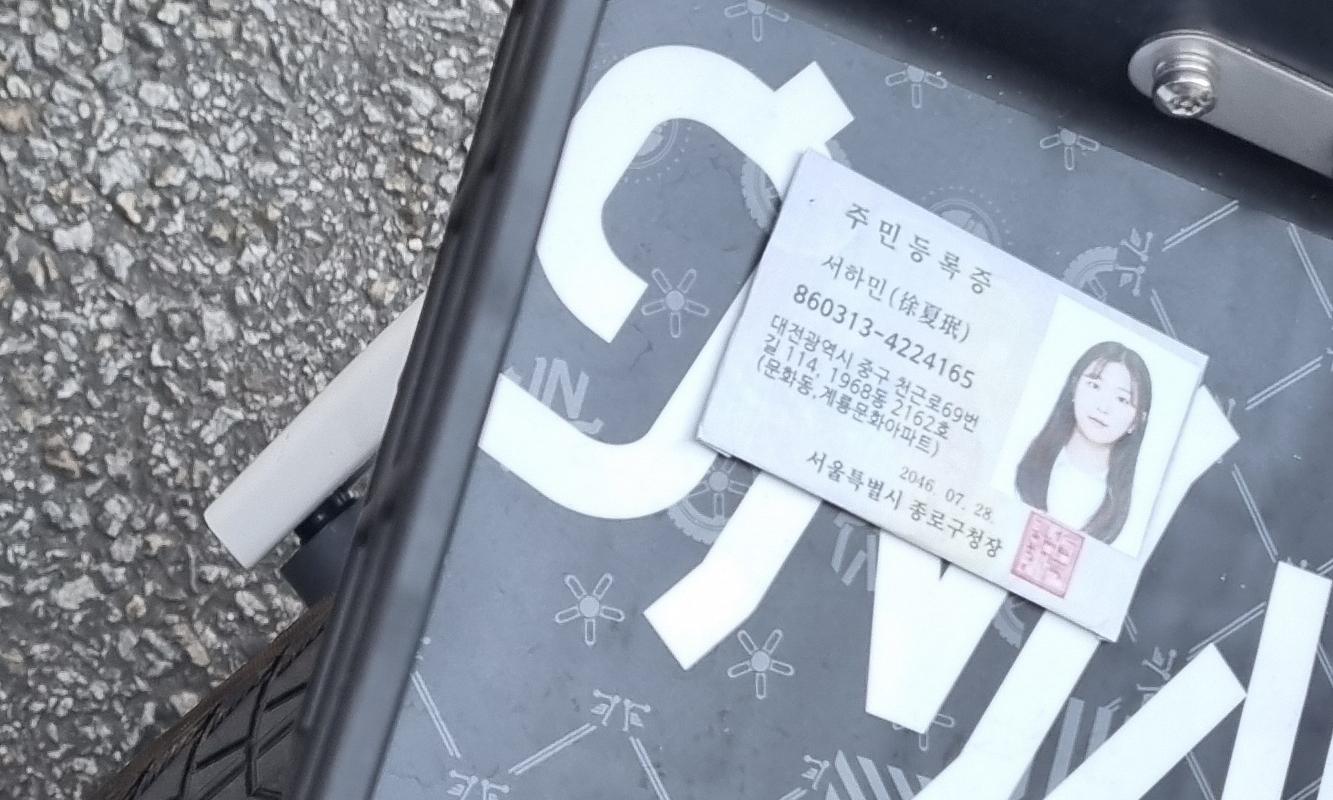 주민등록증
서하민(徐夏珉)
860313-4224165
대전광역시 중구 천근로69번
길 114, 1968동 2162호
(문화동,계룡문화아파트)
2046. 07. 28.
서울특별시 종로구청장